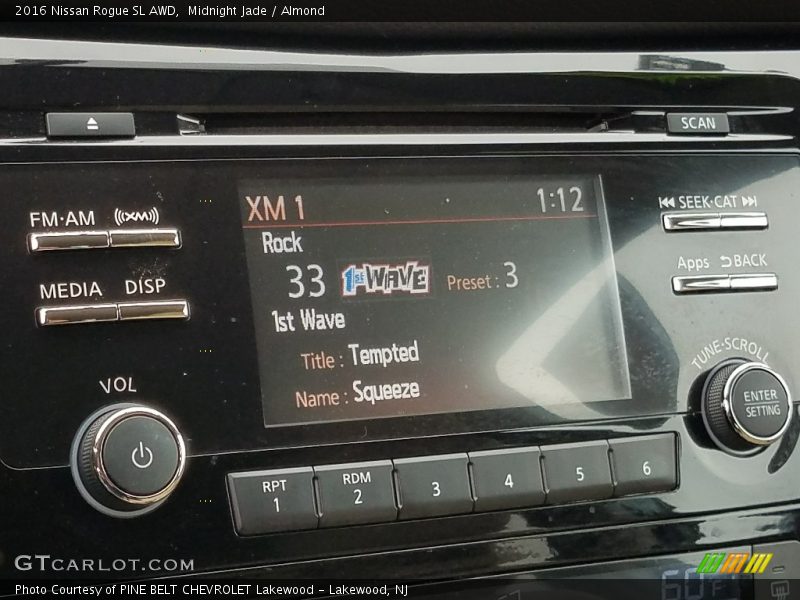 2016 Nissan Rogue SL AWD,  Midnight Jade / Almond
SCAN
FM·AM ((XM))
SEEK·CAT
MEDIA DISP
Apps BACK
XM 1 1:12
Rock
33 1ST WAVE Preset : 3
1st Wave
Title : Tempted
Name : Squeeze
VOL
TUNE·SCROLL
ENTER
SETTING
RPT
1
RDM
2
3
4
5
6
GTCARLOT.COM
60°F
Photo Courtesy of PINE BELT CHEVROLET Lakewood - Lakewood, NJ